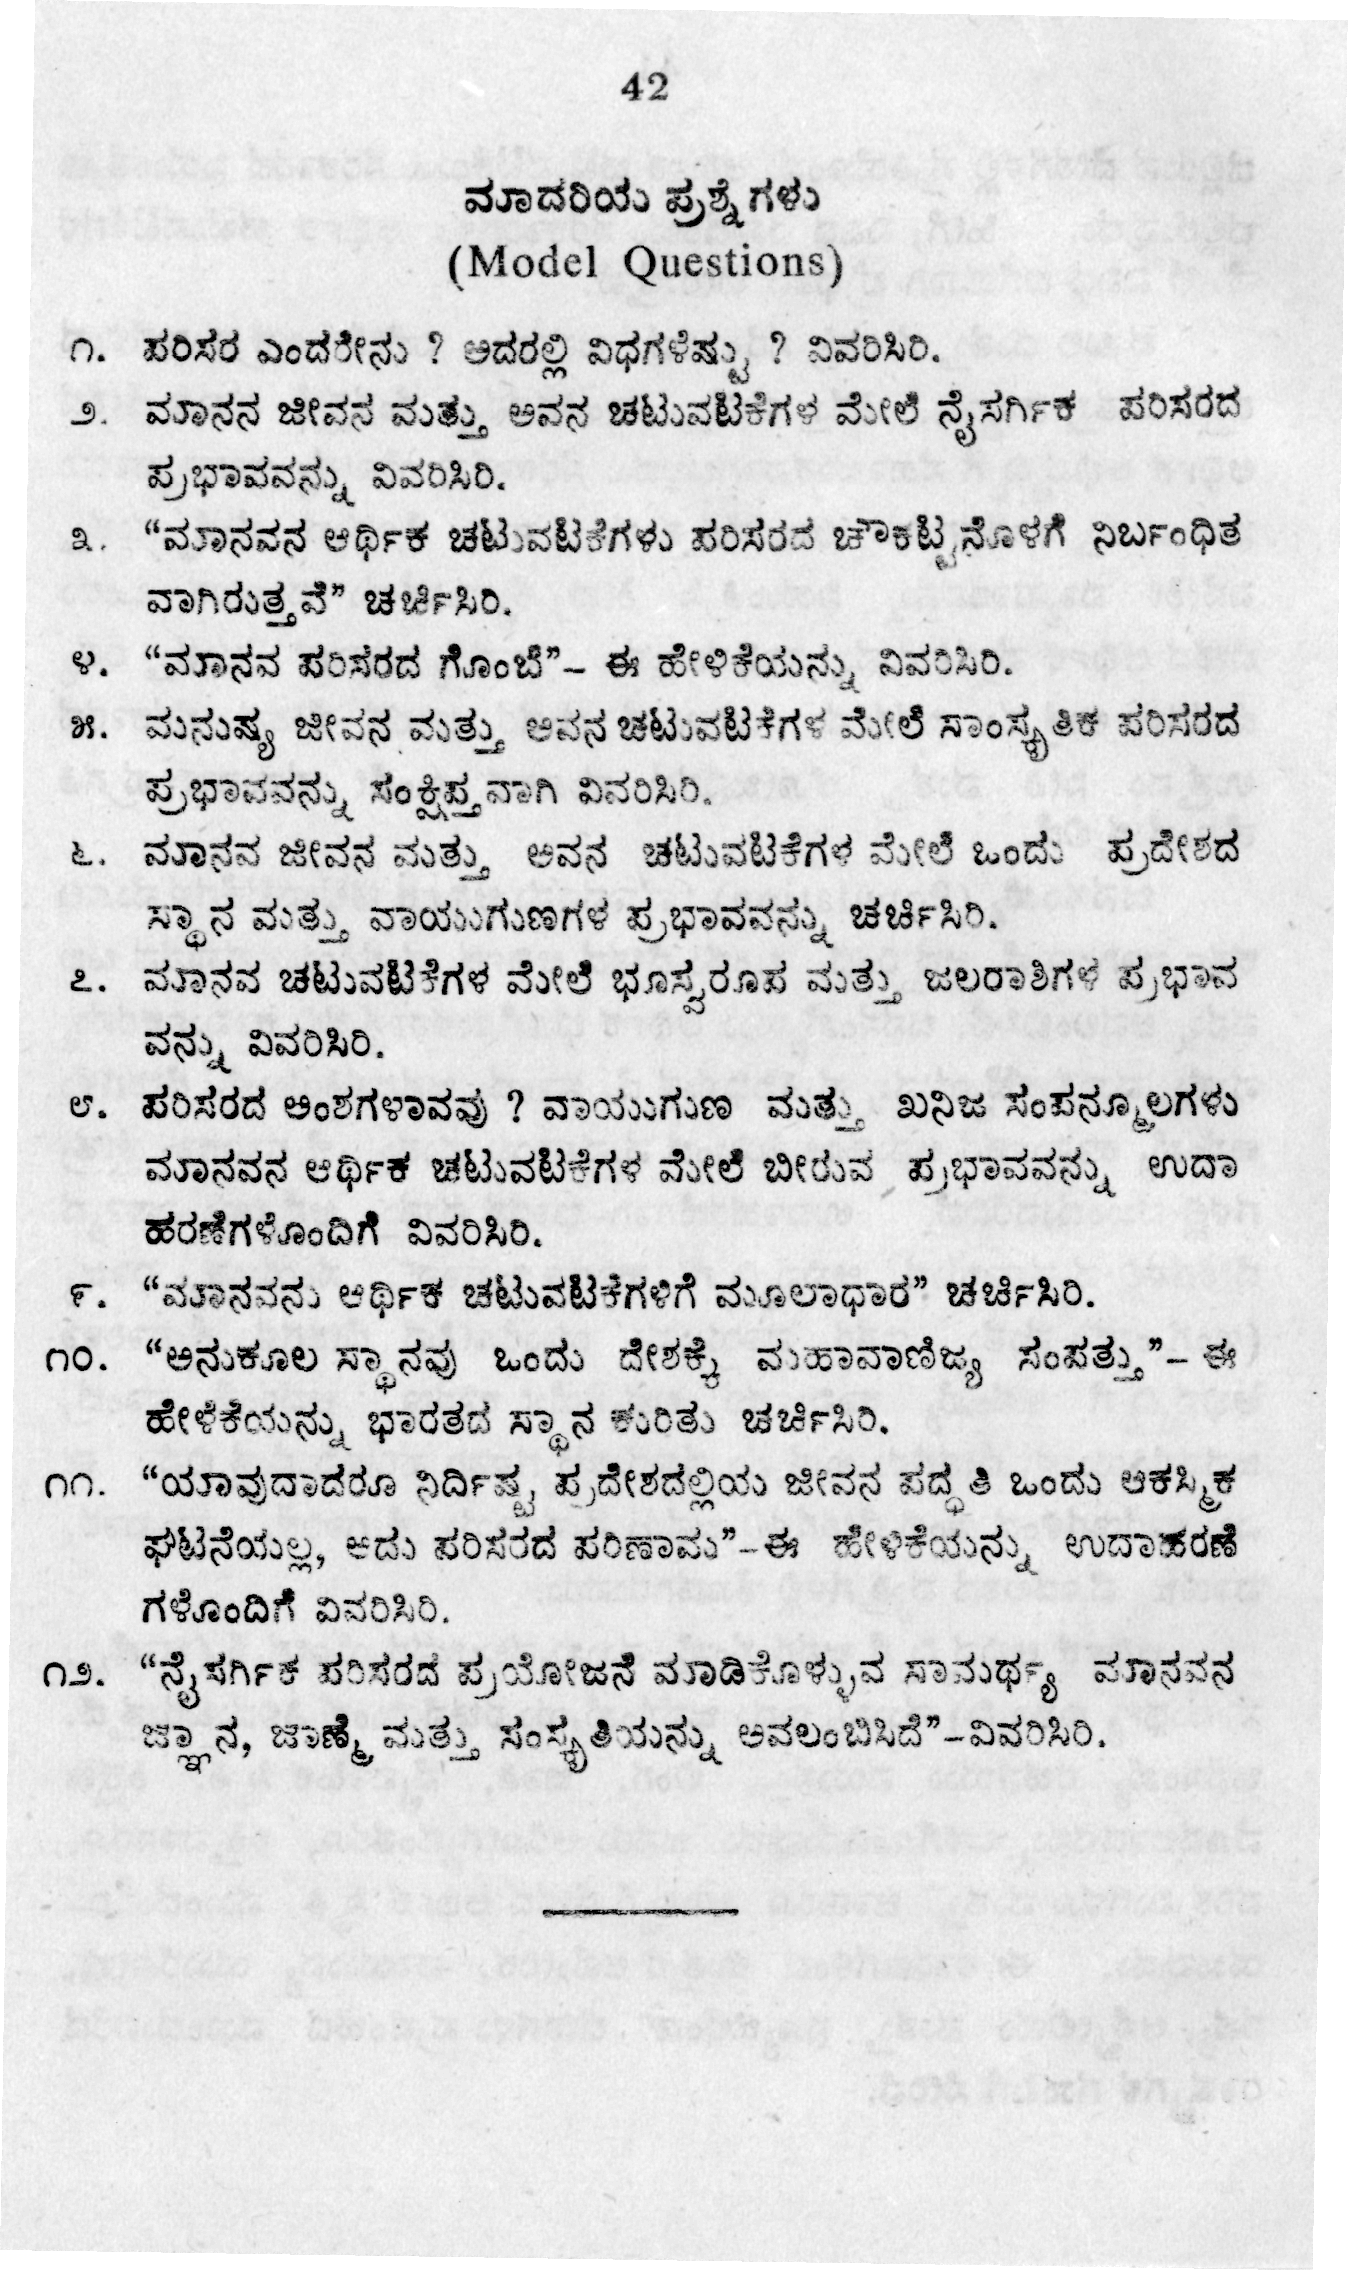 42
ಮಾದರಿಯ ಪ್ರಶ್ನೆಗಳು
(Model Questions)
೧. ಪರಿಸರ ಎಂದರೇನು ? ಅದರಲ್ಲಿ ವಿಧಗಳೆಷ್ಟು ? ವಿವರಿಸಿರಿ.
೨. ಮಾನವ ಜೀವನ ಮತ್ತು ಅವನ ಚಟುವಟಿಕೆಗಳ ಮೇಲೆ ನೈಸರ್ಗಿಕ ಪರಿಸರದ
ಪ್ರಭಾವವನ್ನು ವಿವರಿಸಿರಿ.
೩. “ಮಾನವನ ಆರ್ಥಿಕ ಚಟುವಟಿಕೆಗಳು ಪರಿಸರದ ಚೌಕಟ್ಟಿನೊಳಗೆ ನಿರ್ಬಂಧಿತ
ವಾಗಿರುತ್ತವೆ” ಚರ್ಚಿಸಿರಿ.
೪. “ಮಾನವ ಪರಿಸರದ ಗೊಂಬೆ”– ಈ ಹೇಳಿಕೆಯನ್ನು ವಿವರಿಸಿರಿ.
೫. ಮನುಷ್ಯ ಜೀವನ ಮತ್ತು ಅವನ ಚಟುವಟಿಕೆಗಳ ಮೇಲೆ ಸಾಂಸ್ಕೃತಿಕ ಪರಿಸರದ
ಪ್ರಭಾವವನ್ನು ಸಂಕ್ಷಿಪ್ತವಾಗಿ ವಿವರಿಸಿರಿ.
೬. ಮಾನವ ಜೀವನ ಮತ್ತು ಅವನ ಚಟುವಟಿಕೆಗಳ ಮೇಲೆ ಒಂದು ಪ್ರದೇಶದ
ಸ್ಥಾನ ಮತ್ತು ವಾಯುಗುಣಗಳ ಪ್ರಭಾವವನ್ನು ಚರ್ಚಿಸಿರಿ.
೭. ಮಾನವ ಚಟುವಟಿಕೆಗಳ ಮೇಲೆ ಭೂಸ್ವರೂಪ ಮತ್ತು ಜಲರಾಶಿಗಳ ಪ್ರಭಾವ
ವನ್ನು ವಿವರಿಸಿರಿ.
೮. ಪರಿಸರದ ಅಂಶಗಳಾವವು ? ವಾಯುಗುಣ ಮತ್ತು ಖನಿಜ ಸಂಪನ್ಮೂಲಗಳು
ಮಾನವನ ಆರ್ಥಿಕ ಚಟುವಟಿಕೆಗಳ ಮೇಲೆ ಬೀರುವ ಪ್ರಭಾವವನ್ನು ಉದಾ
ಹರಣೆಗಳೊಂದಿಗೆ ವಿವರಿಸಿರಿ.
೯. “ಮಾನವನು ಆರ್ಥಿಕ ಚಟುವಟಿಕೆಗಳಿಗೆ ಮೂಲಾಧಾರ” ಚರ್ಚಿಸಿರಿ.
೧೦. “ಅನುಕೂಲ ಸ್ಥಾನವು ಒಂದು ದೇಶಕ್ಕೆ ಮಹಾವಾಣಿಜ್ಯ ಸಂಪತ್ತು”– ಈ
ಹೇಳಿಕೆಯನ್ನು ಭಾರತದ ಸ್ಥಾನ ಕುರಿತು ಚರ್ಚಿಸಿರಿ.
೧೧. “ಯಾವುದಾದರೂ ನಿರ್ದಿಷ್ಟ ಪ್ರದೇಶದಲ್ಲಿಯ ಜೀವನ ಪದ್ಧತಿ ಒಂದು ಆಕಸ್ಮಿಕ
ಘಟನೆಯಲ್ಲ, ಅದು ಪರಿಸರದ ಪರಿಣಾಮ”–ಈ ಹೇಳಿಕೆಯನ್ನು ಉದಾಹರಣೆ
ಗಳೊಂದಿಗೆ ವಿವರಿಸಿರಿ.
೧೨. “ನೈಸರ್ಗಿಕ ಪರಿಸರದ ಪ್ರಯೋಜನೆ ಮಾಡಿಕೊಳ್ಳುವ ಸಾಮರ್ಥ್ಯ ಮಾನವನ
ಜ್ಞಾನ, ಜಾಣ್ಮೆ ಮತ್ತು ಸಂಸ್ಕೃತಿಯನ್ನು ಅವಲಂಬಿಸಿದೆ”–ವಿವರಿಸಿರಿ.